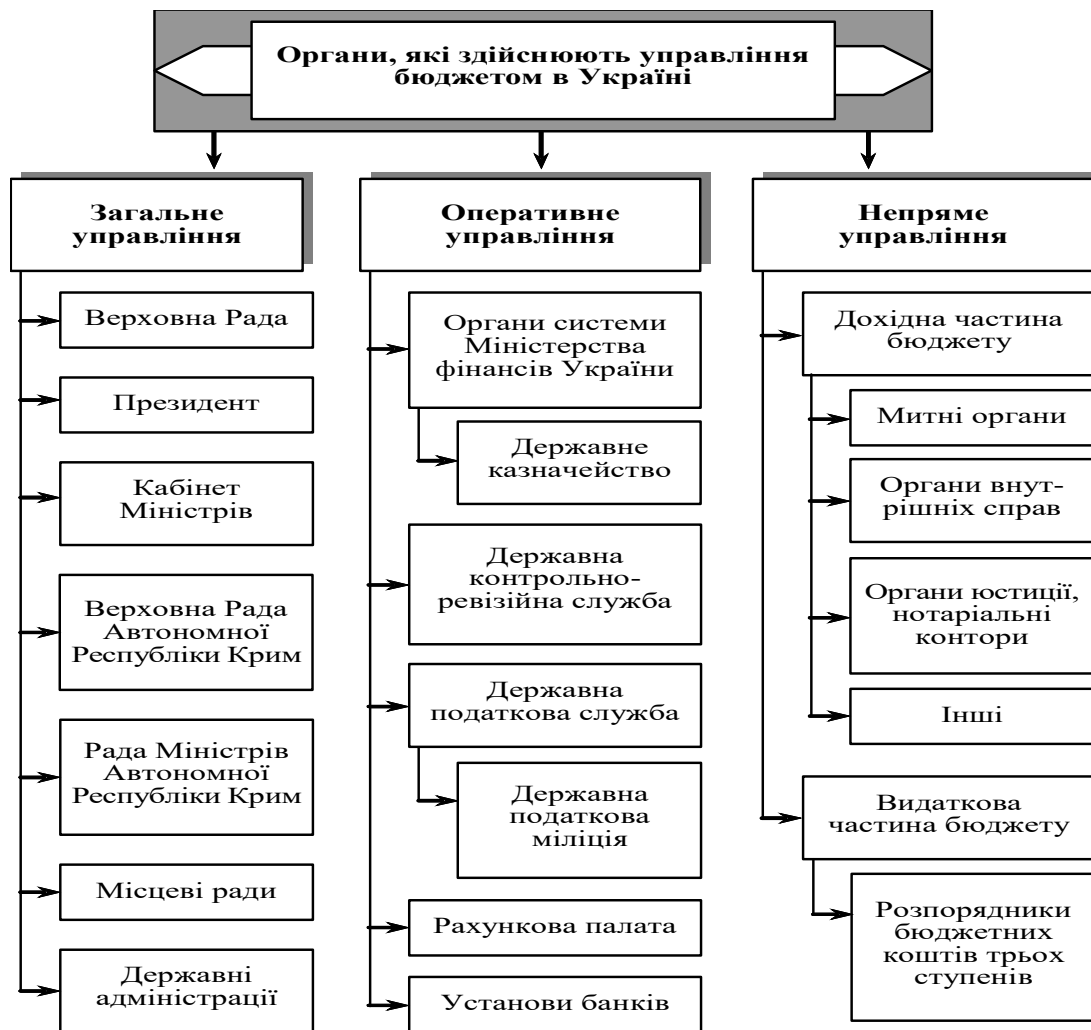 Органи, які здійснюють управління
бюджетом в Україні
Загальне
управління
Верховна Рада
Президент
Кабінет
Міністрів
Верховна Рада
Автономної
Республіки Крим
Рада Міністрів
Автономної
Республіки Крим
Місцеві ради
Державні
адміністрації
Оперативне
управління
Органи системи
Міністерства
фінансів України
Державне
казначейство
Державна
контрольно-
ревізійна служба
Державна
податкова служба
Державна
податкова
міліція
Рахункова палата
Установи банків
Непряме
управління
Дохідна частина
бюджету
Митні органи
Органи внут-
рішніх справ
Органи юстиції,
нотаріальні
контори
Інші
Видаткова
частина бюджету
Розпорядники
бюджетних
коштів трьох
ступенів